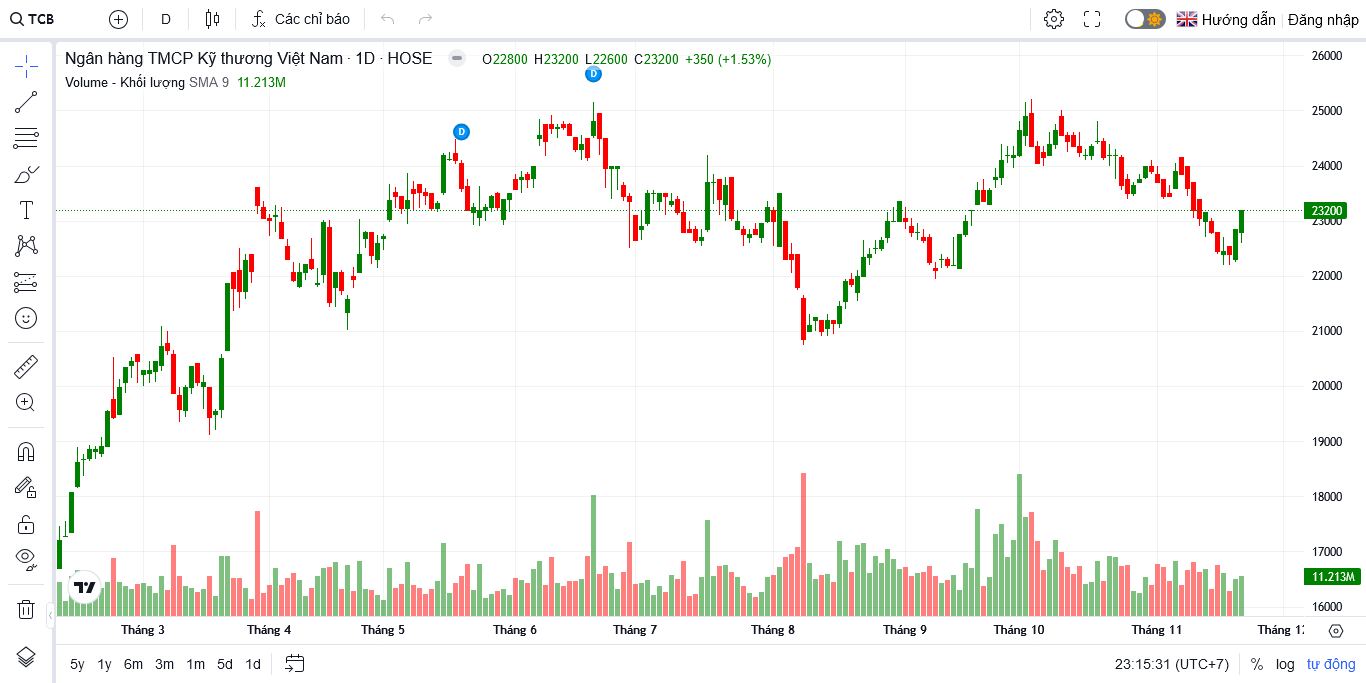 TCB D Các chỉ báo Hướng dẫn Đăng nhập
Ngân hàng TMCP Kỹ thương Việt Nam · 1D · HOSE O22800 H23200 L22600 C23200 +350 (+1.53%)
Volume - Khối lượng SMA 9 11.213M
D
D
26000
25000
24000
23200
23000
22000
21000
20000
19000
18000
17000
11.213M
16000
Tháng 3 Tháng 4 Tháng 5 Tháng 6 Tháng 7 Tháng 8 Tháng 9 Tháng 10 Tháng 11 Tháng 12
5y 1y 6m 3m 1m 5d 1d 23:15:31 (UTC+7) % log tự động